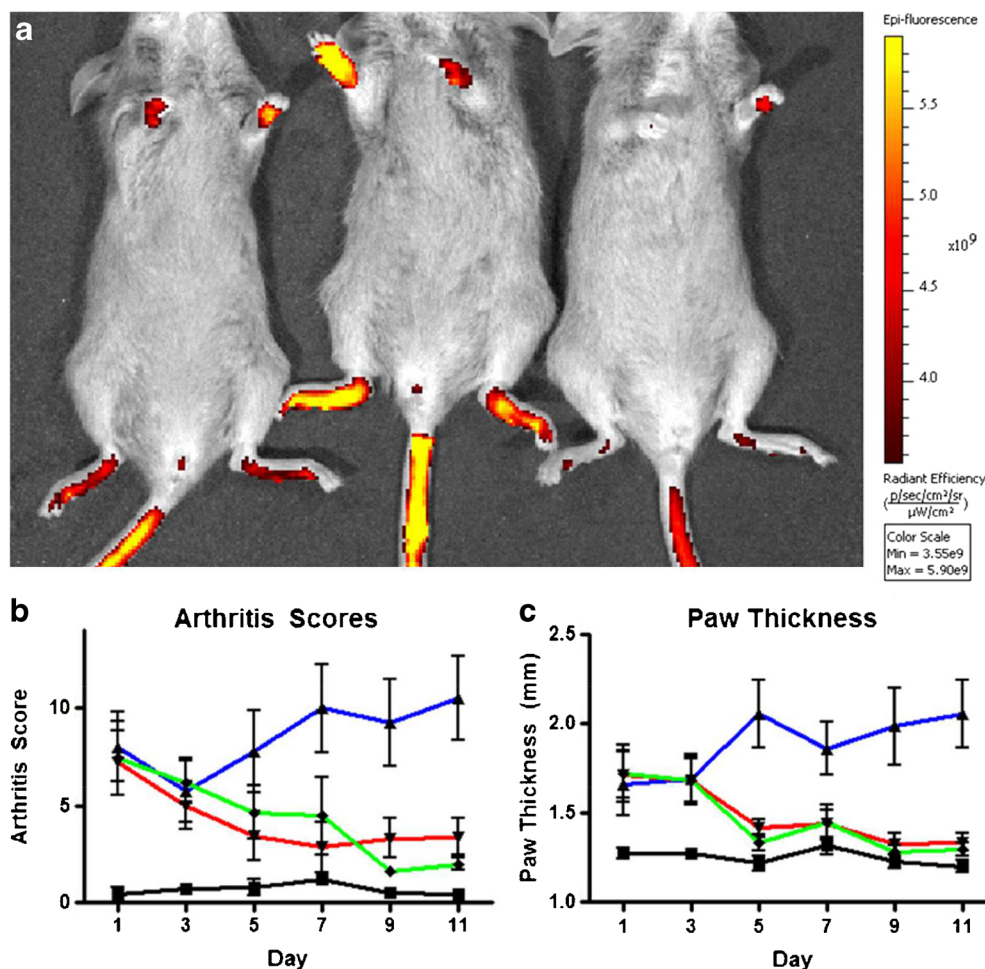 a
Epi-fluorescence
5.5
5.0
x10⁹
4.5
4.0
Radiant Efficiency
(p/sec/cm²/sr / µW/cm²)
Color Scale
Min = 3.55e9
Max = 5.90e9
b
Arthritis Scores
Arthritis Score
10
5
0
1 3 5 7 9 11
Day
c
Paw Thickness
Paw Thickness (mm)
2.5
2.0
1.5
1.0
1 3 5 7 9 11
Day